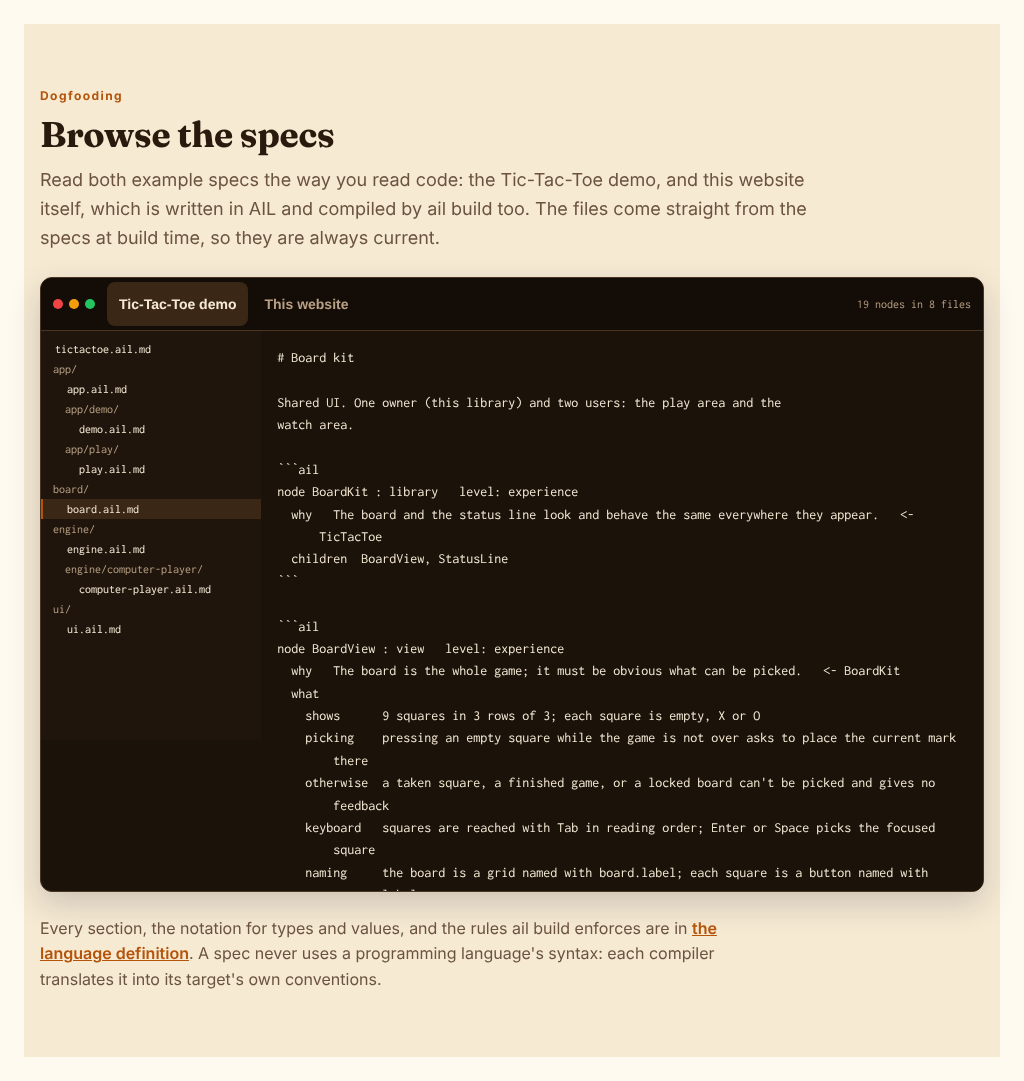 Dogfooding
Browse the specs
Read both example specs the way you read code: the Tic-Tac-Toe demo, and this website
itself, which is written in AIL and compiled by ail build too. The files come straight from the
specs at build time, so they are always current.
Tic-Tac-Toe demo
This website
19 nodes in 8 files
tictactoe.ail.md
app/
app.ail.md
app/demo/
demo.ail.md
app/play/
play.ail.md
board/
board.ail.md
engine/
engine.ail.md
engine/computer-player/
computer-player.ail.md
ui/
ui.ail.md
# Board kit
Shared UI. One owner (this library) and two users: the play area and the
watch area.
```ail
node BoardKit : library   level: experience
  why   The board and the status line look and behave the same everywhere they appear.   <-
      TicTacToe
  children  BoardView, StatusLine
```
```ail
node BoardView : view   level: experience
  why   The board is the whole game; it must be obvious what can be picked.   <- BoardKit
  what
    shows      9 squares in 3 rows of 3; each square is empty, X or O
    picking    pressing an empty square while the game is not over asks to place the current mark
        there
    otherwise  a taken square, a finished game, or a locked board can't be picked and gives no
        feedback
    keyboard   squares are reached with Tab in reading order; Enter or Space picks the focused
        square
    naming     the board is a grid named with board.label; each square is a button named with
Every section, the notation for types and values, and the rules ail build enforces are in the
language definition. A spec never uses a programming language's syntax: each compiler
translates it into its target's own conventions.